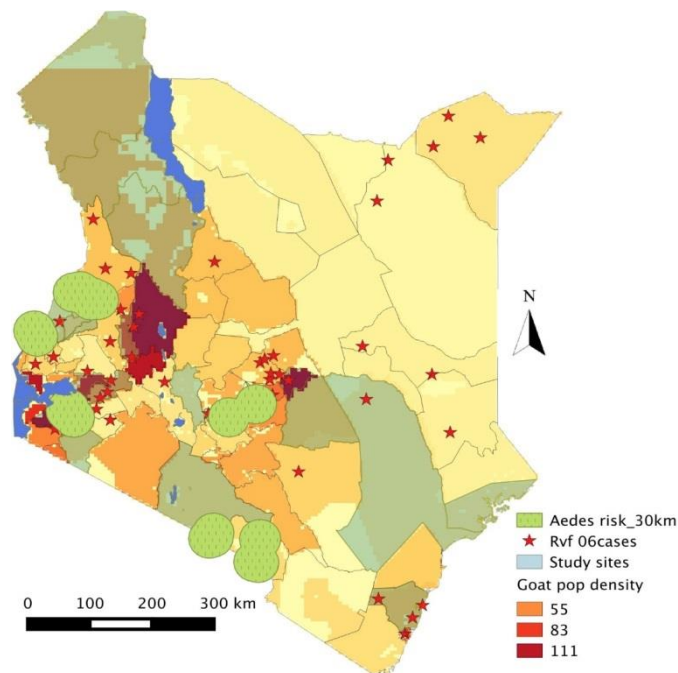 N
Aedes risk_30km
Rvf 06cases
Study sites
Goat pop density
55
83
111
0 100 200 300 km